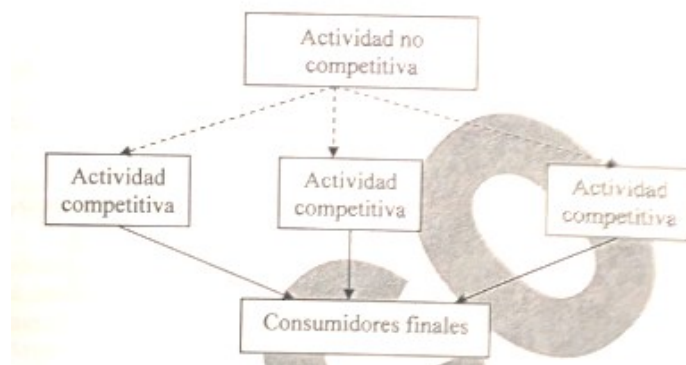 Actividad no
competitiva
Actividad
competitiva
Actividad
competitiva
Actividad
competitiva
Consumidores finales